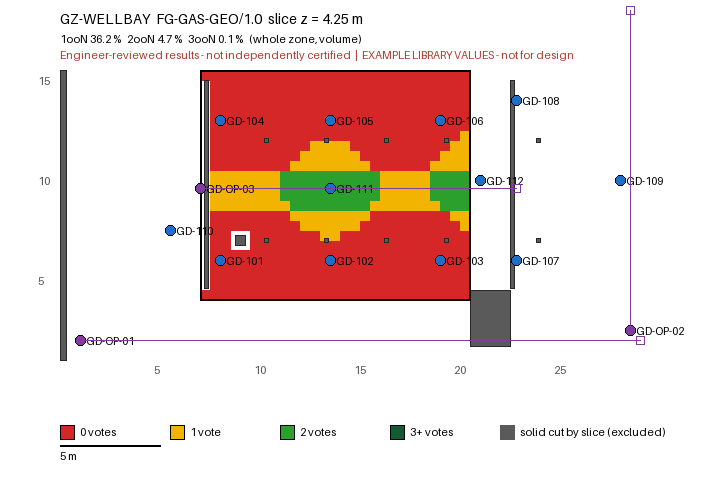 GZ-WELLBAY FG-GAS-GEO/1.0 slice z = 4.25 m
1ooN 36.2 % 2ooN 4.7 % 3ooN 0.1 % (whole zone, volume)
Engineer-reviewed results - not independently certified | EXAMPLE LIBRARY VALUES - not for design
15
GD-108
GD-104
GD-105
GD-106
10
GD-112
GD-109
GD-OP-03
GD-111
GD-110
GD-101
GD-102
GD-103
GD-107
5
GD-OP-02
GD-OP-01
5
10
15
20
25
0 votes
1 vote
2 votes
3+ votes
solid cut by slice (excluded)
5 m